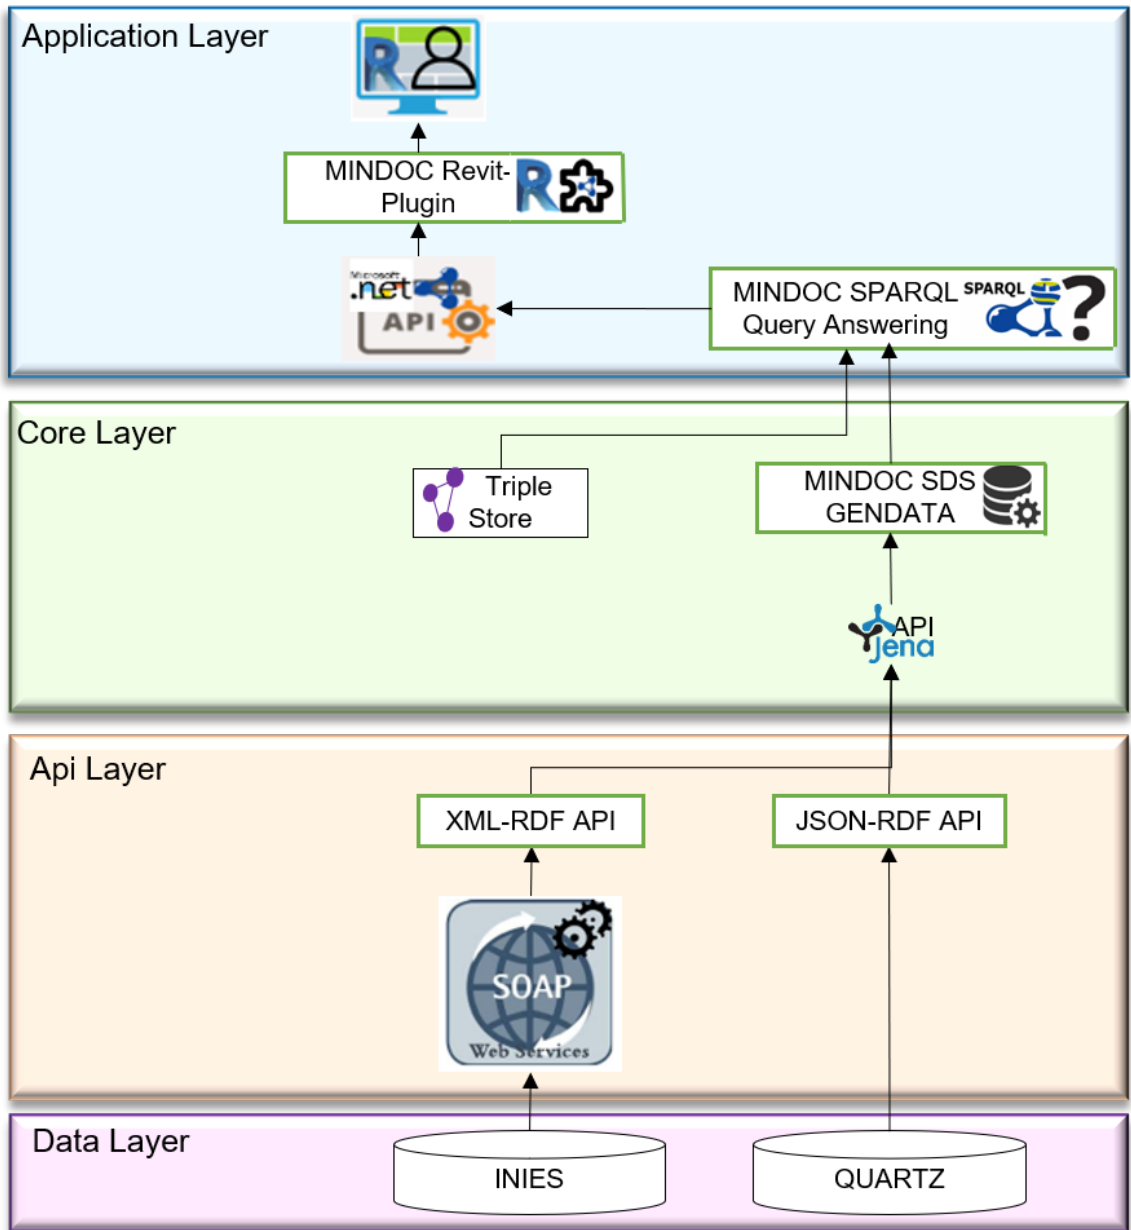 Application Layer
R
MINDOC Revit-
Plugin
R
Microsoft
.net
API
MINDOC SPARQL
Query Answering
SPARQL
?
Core Layer
Triple
Store
MINDOC SDS
GENDATA
API
Jena
Api Layer
XML-RDF API
JSON-RDF API
SOAP
Web Services
Data Layer
INIES
QUARTZ